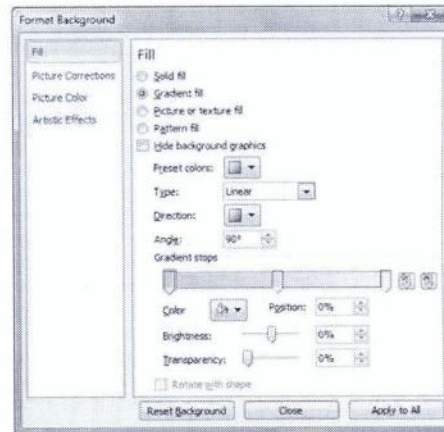 Format Background
Fill
Picture Corrections
Picture Color
Artistic Effects
Fill
Solid fill
Gradient fill
Picture or texture fill
Pattern fill
Hide background graphics
Preset colors:
Type: Linear
Direction:
Angle: 90°
Gradient stops
Color Position: 0%
Brightness: 0%
Transparency: 0%
Rotate with shape
Reset Background Close Apply to All